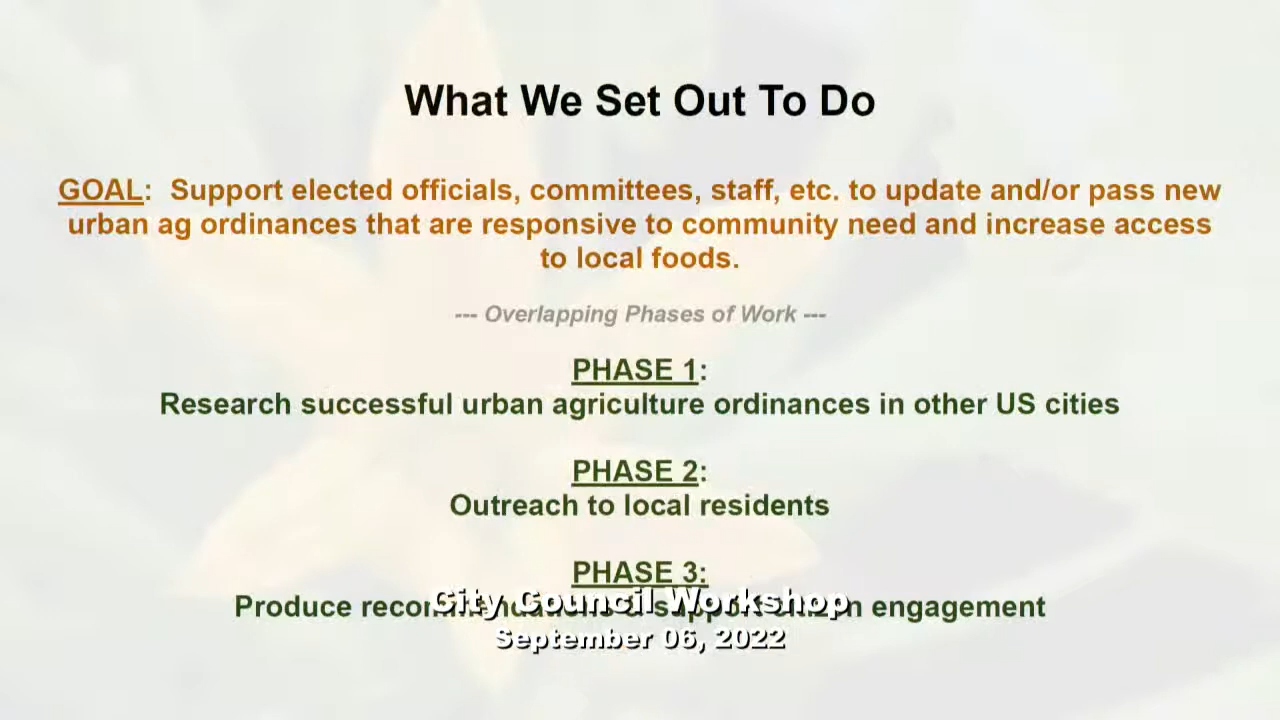 What We Set Out To Do
GOAL:  Support elected officials, committees, staff, etc. to update and/or pass new
urban ag ordinances that are responsive to community need and increase access
to local foods.
--- Overlapping Phases of Work ---
PHASE 1:
Research successful urban agriculture ordinances in other US cities
PHASE 2:
Outreach to local residents
PHASE 3:
Produce recommendations & support citizen engagement
City Council Workshop
September 06, 2022